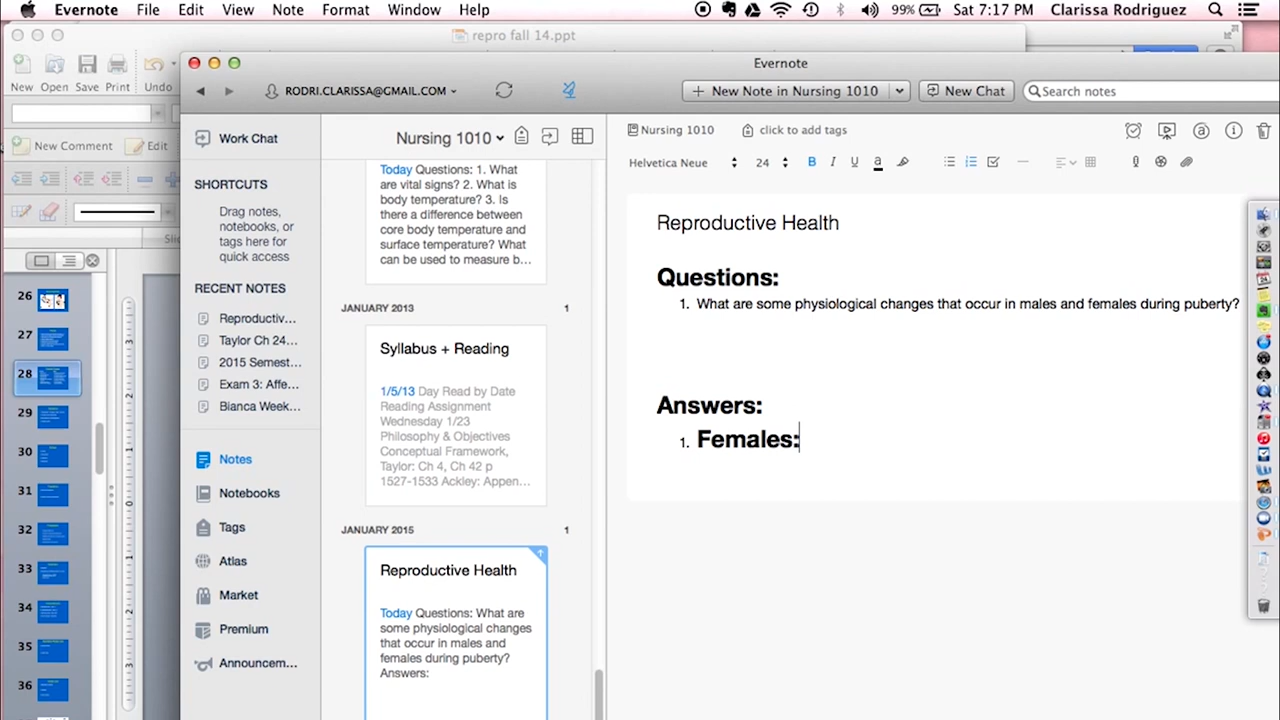 Evernote File Edit View Note Format Window Help
99% Sat 7:17 PM Clarissa Rodriguez
repro fall 14.ppt
New Open Save Print Undo
New Comment Edit
26
27
28
29
30
31
32
33
34
35
36
Evernote
RODRI.CLARISSA@GMAIL.COM
+ New Note in Nursing 1010
New Chat
Search notes
Work Chat
SHORTCUTS
Drag notes,
notebooks, or
tags here for
quick access
RECENT NOTES
Reproductiv...
Taylor Ch 24...
2015 Semest...
Exam 3: Affe...
Bianca Week...
Notes
Notebooks
Tags
Atlas
Market
Premium
Announcem...
Nursing 1010
Today Questions: 1. What
are vital signs? 2. What is
body temperature? 3. Is
there a difference between
core body temperature and
surface temperature? What
can be used to measure b...
JANUARY 2013 1
Syllabus + Reading
1/5/13 Day Read by Date
Reading Assignment
Wednesday 1/23
Philosophy & Objectives
Conceptual Framework,
Taylor: Ch 4, Ch 42 p
1527-1533 Ackley: Appen...
JANUARY 2015 1
Reproductive Health
Today Questions: What are
some physiological changes
that occur in males and
females during puberty?
Answers:
Nursing 1010 click to add tags
Helvetica Neue 24 B I U a
Reproductive Health
Questions:
1. What are some physiological changes that occur in males and females during puberty?
Answers:
1. Females: